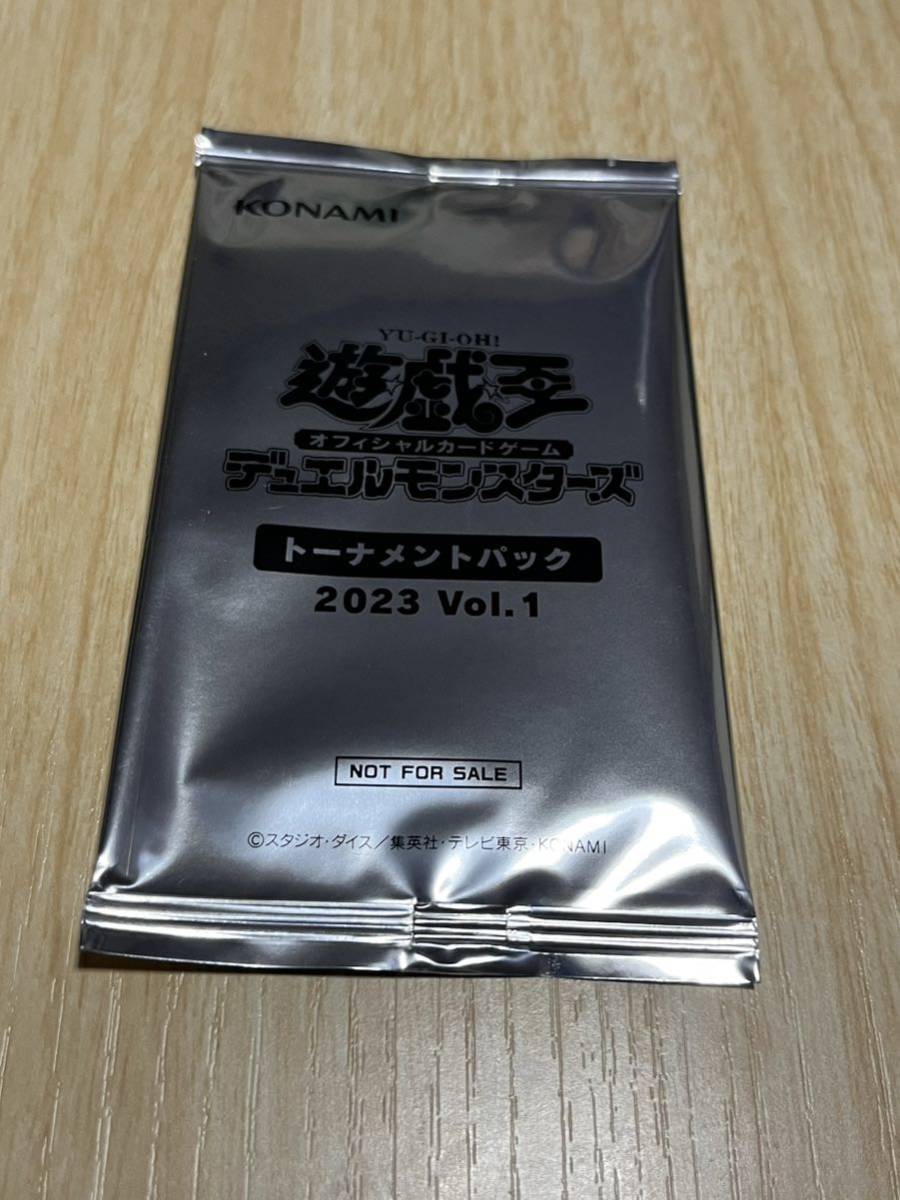 KONAMI
YU-GI-OH!
遊戯王
オフィシャルカードゲーム
デュエルモンスターズ
トーナメントパック
2023 Vol.1
NOT FOR SALE
©スタジオ・ダイス／集英社・テレビ東京・KONAMI